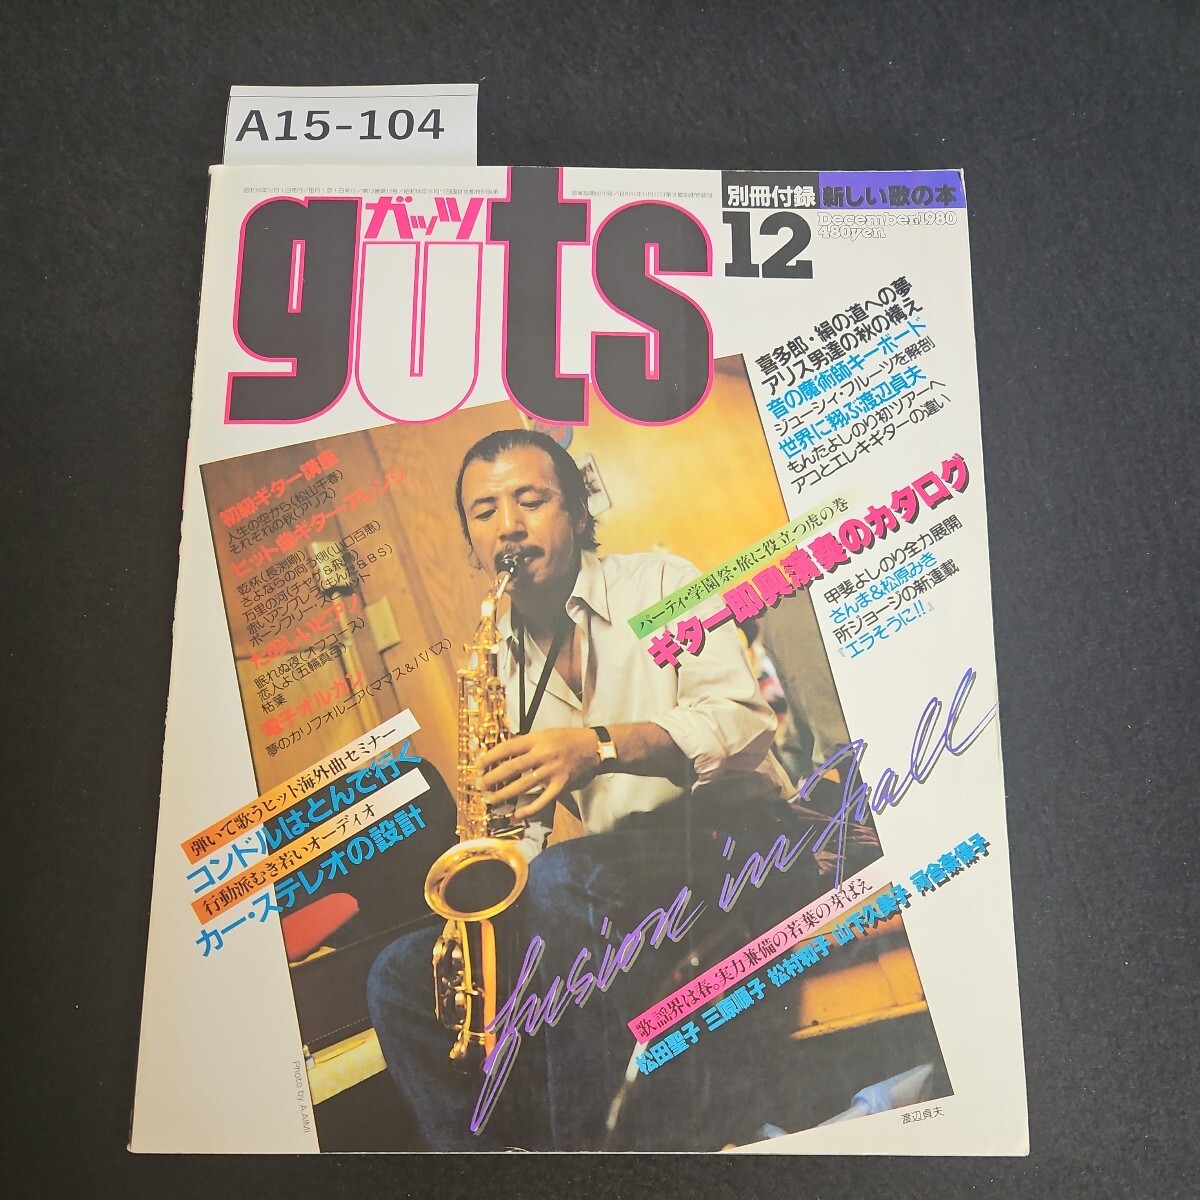 A15-104
別冊付録 新しい歌の本
guts
ガッツ
12
December.1980
480yen
喜多郎・絹の道への夢
アリス男達の秋の構え
音の魔術師キーボード
ジューシィ・フルーツを解剖
世界に翔ぶ渡辺貞夫
もんたよしのり初ツアーへ
アコとエレキギターの違い
パーティ・学園祭・旅に役立つ虎の巻
ギター即興演奏のカタログ
甲斐よしのり全力展開
さんま&松原みき
所ジョージの新連載
『エラそうに!!』
初級ギター講座
人生の空から(松山千春)
それぞれの秋(アリス)
ヒット曲ギター・アレンジ
乾杯(長渕剛)
さよならの向う側(山口百恵)
万里の河(チャゲ&飛鳥)
赤いアンブレラ(もんた&BS)
たのしいピアノ
眠れぬ夜(オフコース)
恋人よ(五輪真弓)
枯葉
電子オルガン
夢のカリフォルニア(ママス&パパス)
弾いて歌うヒット海外曲セミナー
コンドルはとんで行く
行動派むき若いオーディオ
カー・ステレオの設計
fusion in Fall
歌謡界は春。実力兼備の若葉の芽ばえ
松田聖子 三原順子 松村和子 山下久美子 河合奈保子
Photo by A.AIMI
渡辺貞夫